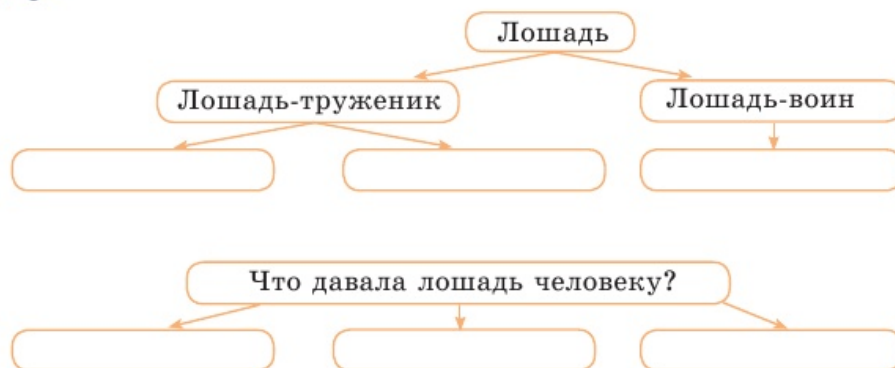 Лошадь
Лошадь-труженик
Лошадь-воин
Что давала лошадь человеку?